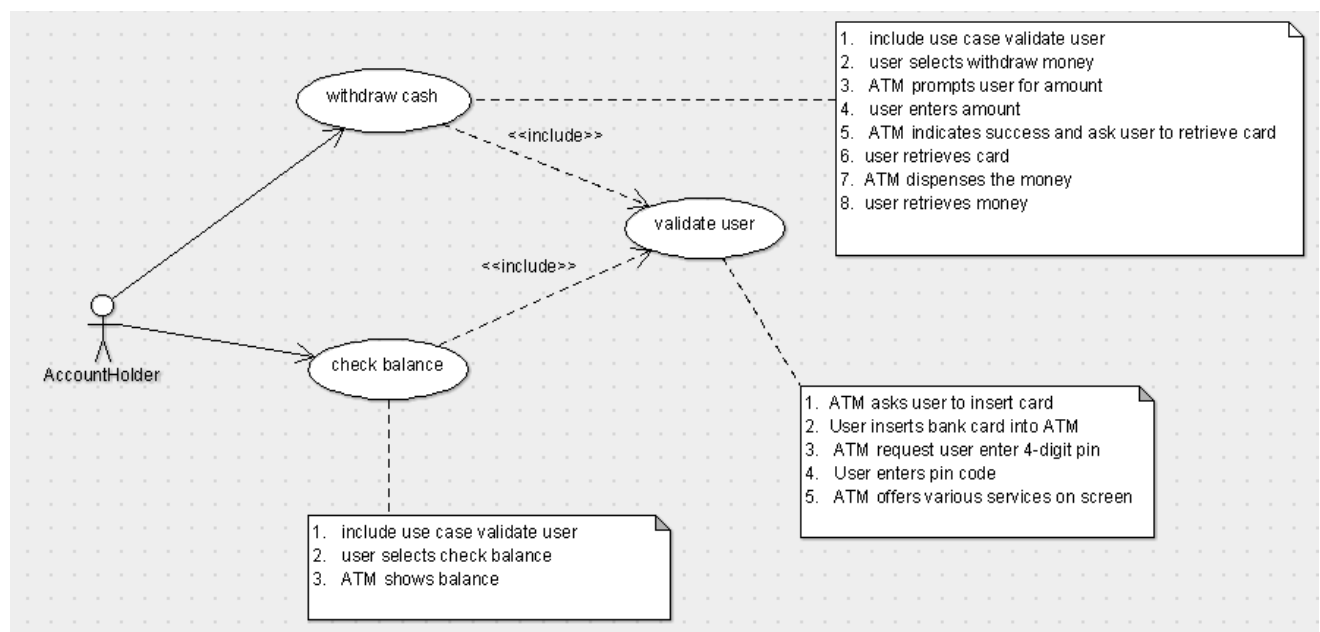 withdraw cash
1. include use case validate user
2. user selects withdraw money
3. ATM prompts user for amount
4. user enters amount
5. ATM indicates success and ask user to retrieve card
6. user retrieves card
7. ATM dispenses the money
8. user retrieves money
<<include>>
validate user
<<include>>
AccountHolder
check balance
1. ATM asks user to insert card
2. User inserts bank card into ATM
3. ATM request user enter 4-digit pin
4. User enters pin code
5. ATM offers various services on screen
1. include use case validate user
2. user selects check balance
3. ATM shows balance